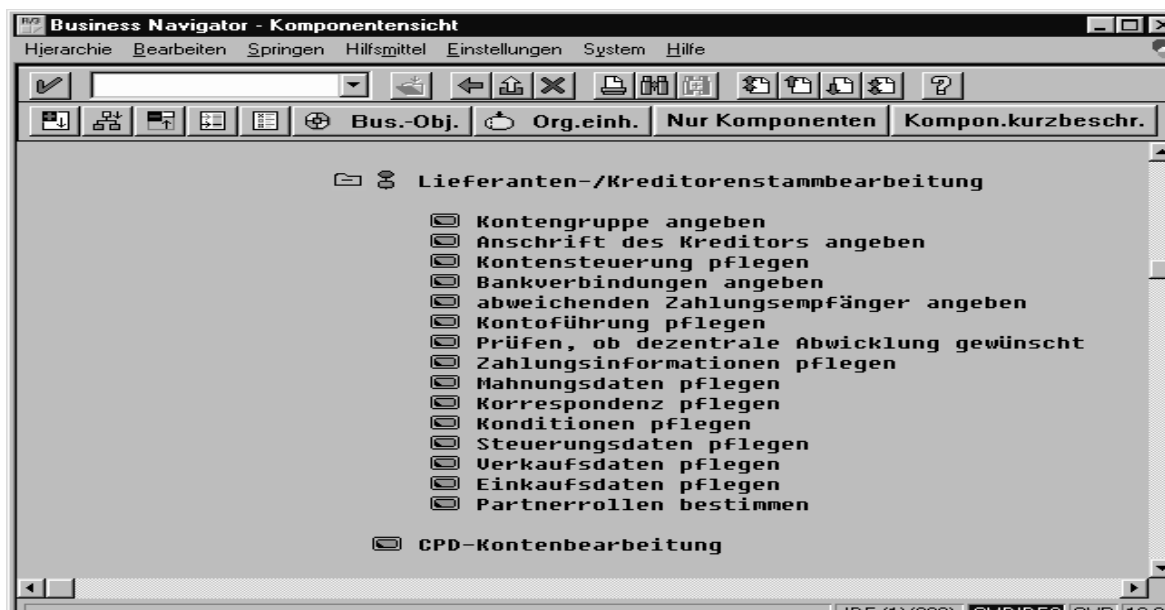 Business Navigator - Komponentensicht
Hierarchie Bearbeiten Springen Hilfsmittel Einstellungen System Hilfe
Bus.-Obj. Org.einh. Nur Komponenten Kompon.kurzbeschr.
Lieferanten-/Kreditorenstammbearbeitung
Kontengruppe angeben
Anschrift des Kreditors angeben
Kontensteuerung pflegen
Bankverbindungen angeben
abweichenden Zahlungsempfänger angeben
Kontoführung pflegen
Prüfen, ob dezentrale Abwicklung gewünscht
Zahlungsinformationen pflegen
Mahnungsdaten pflegen
Korrespondenz pflegen
Konditionen pflegen
Steuerungsdaten pflegen
Verkaufsdaten pflegen
Einkaufsdaten pflegen
Partnerrollen bestimmen
CPD-Kontenbearbeitung